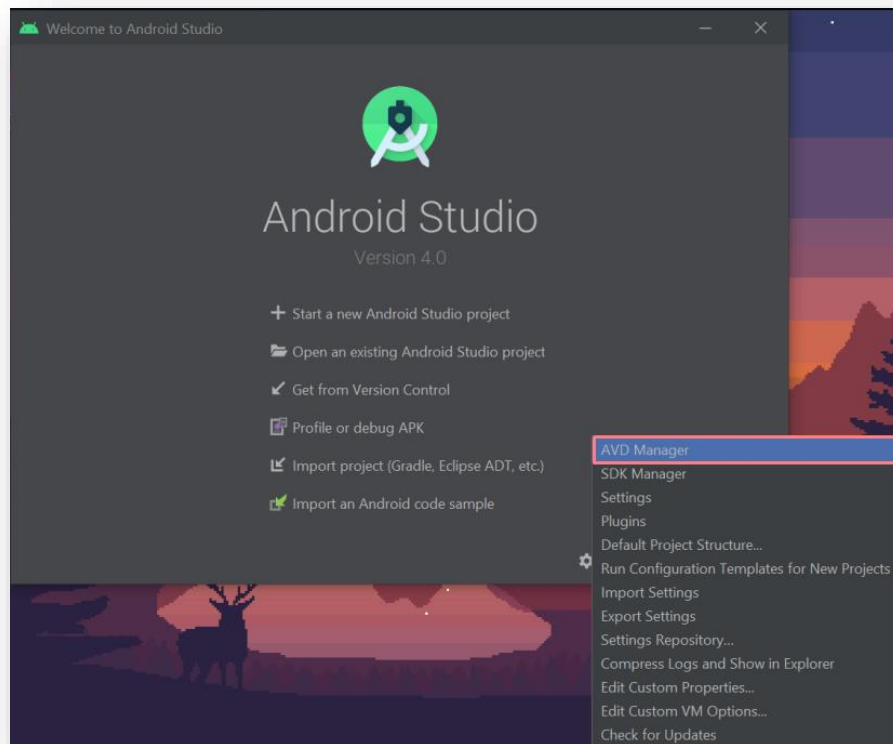 Welcome to Android Studio
Android Studio
Version 4.0
Start a new Android Studio project
Open an existing Android Studio project
Get from Version Control
Profile or debug APK
Import project (Gradle, Eclipse ADT, etc.)
Import an Android code sample
AVD Manager
SDK Manager
Settings
Plugins
Default Project Structure...
Run Configuration Templates for New Projects
Import Settings
Export Settings
Settings Repository...
Compress Logs and Show in Explorer
Edit Custom Properties...
Edit Custom VM Options...
Check for Updates